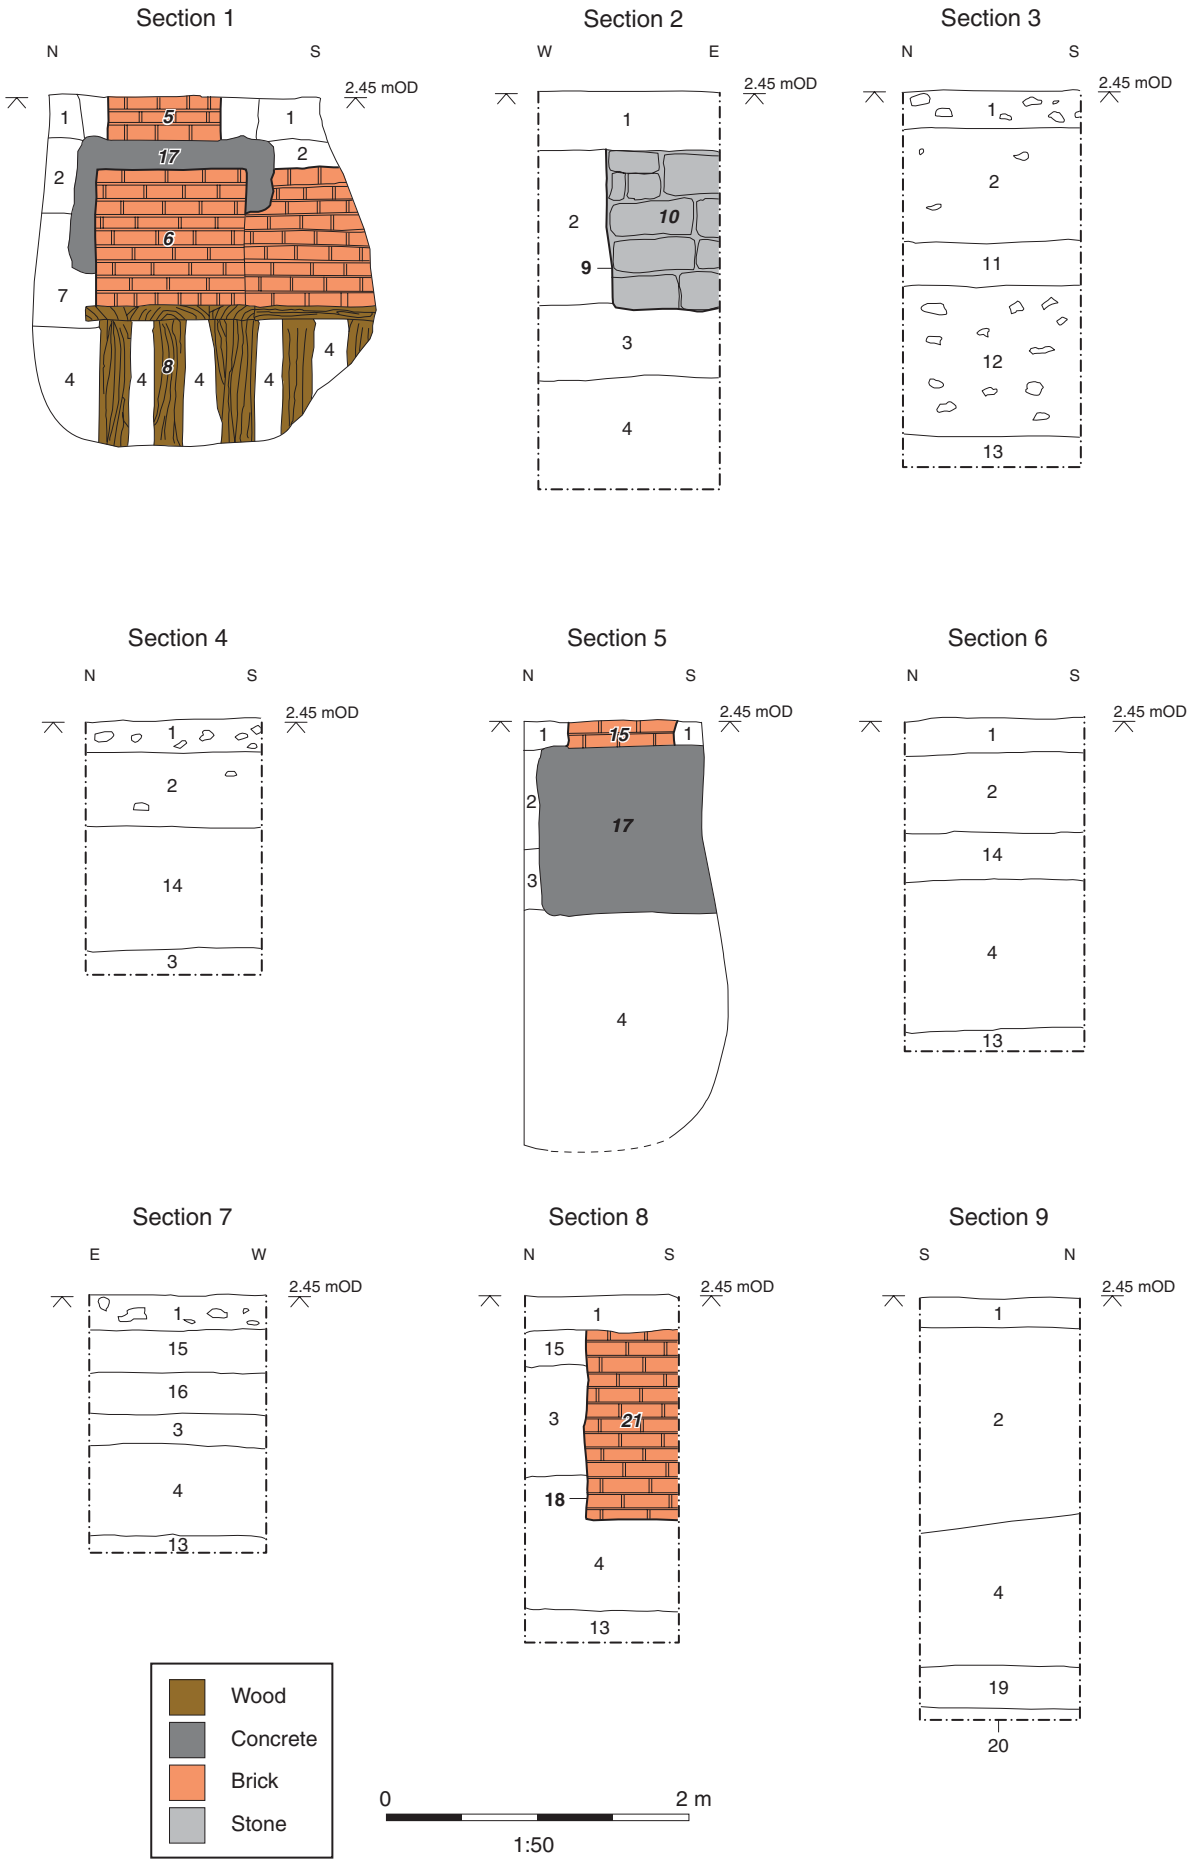 Section 1
N S
2.45 mOD
1 5 1
17
2 2
6
7
8
4 4 4 4 4
Section 2
W E
2.45 mOD
1
2 10
9
3
4
Section 3
N S
2.45 mOD
1
2
11
12
13
Section 4
N S
2.45 mOD
1
2
14
3
Section 5
N S
2.45 mOD
1 15 1
2
17
3
4
Section 6
N S
2.45 mOD
1
2
14
4
13
Section 7
E W
2.45 mOD
1
15
16
3
4
13
Section 8
N S
2.45 mOD
1
15
3 21
18
4
13
Section 9
S N
2.45 mOD
1
2
4
19
20
Wood
Concrete
Brick
Stone
0 2 m
1:50